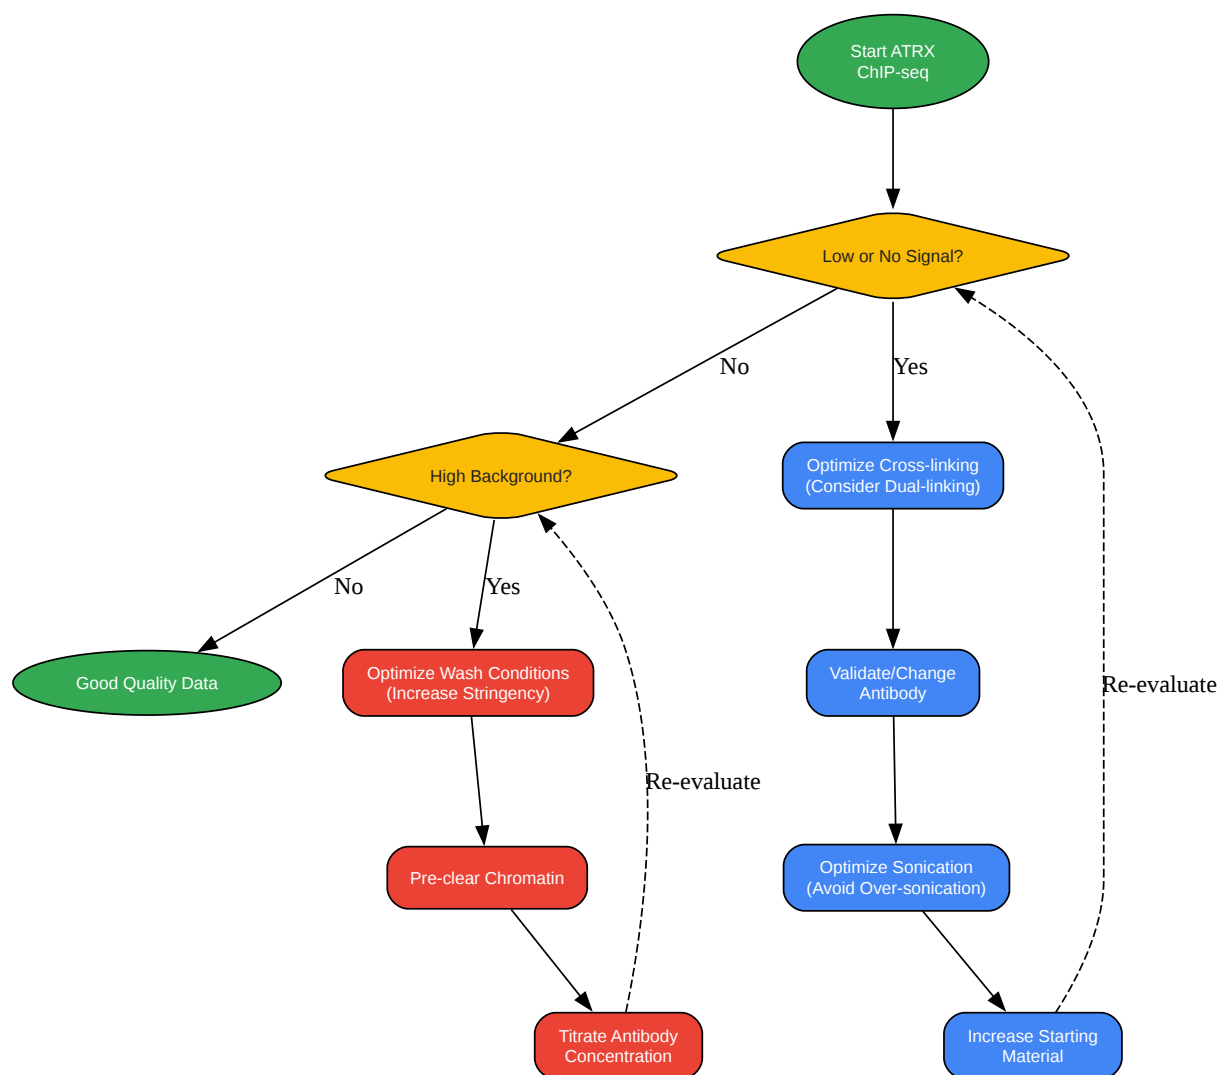 Start ATRX
ChIP-seq
Low or No Signal?
No
Yes
High Background?
Optimize Cross-linking
(Consider Dual-linking)
No
Yes
Good Quality Data
Optimize Wash Conditions
(Increase Stringency)
Validate/Change
Antibody
Re-evaluate
Re-evaluate
Pre-clear Chromatin
Optimize Sonication
(Avoid Over-sonication)
Titrate Antibody
Concentration
Increase Starting
Material